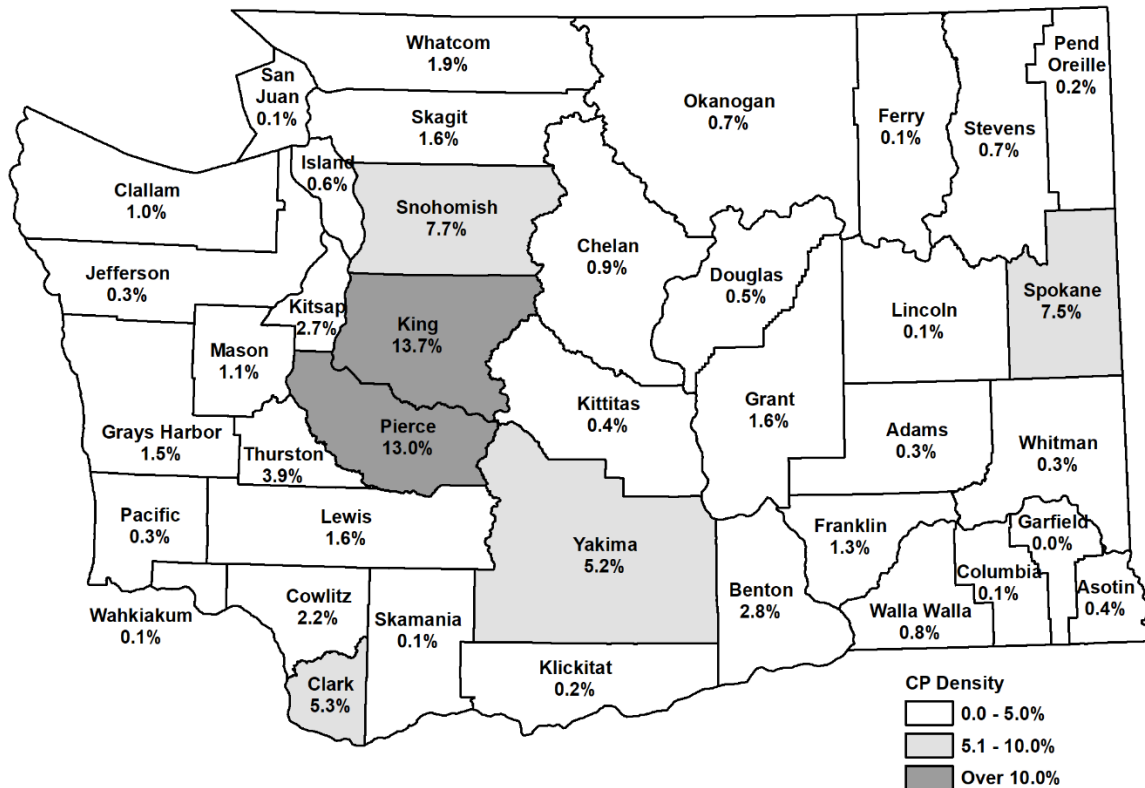 Whatcom
1.9%
San
Juan
0.1%
Skagit
1.6%
Okanogan
0.7%
Ferry
0.1%
Stevens
0.7%
Pend
Oreille
0.2%
Island
0.6%
Clallam
1.0%
Snohomish
7.7%
Chelan
0.9%
Douglas
0.5%
Jefferson
0.3%
Kitsap
2.7%
King
13.7%
Lincoln
0.1%
Spokane
7.5%
Mason
1.1%
Grays Harbor
1.5%
Thurston
3.9%
Pierce
13.0%
Kittitas
0.4%
Grant
1.6%
Adams
0.3%
Whitman
0.3%
Pacific
0.3%
Lewis
1.6%
Yakima
5.2%
Franklin
1.3%
Garfield
0.0%
Columbia
0.1%
Asotin
0.4%
Wahkiakum
0.1%
Cowlitz
2.2%
Skamania
0.1%
Benton
2.8%
Walla Walla
0.8%
Clark
5.3%
Klickitat
0.2%
CP Density
0.0 - 5.0%
5.1 - 10.0%
Over 10.0%